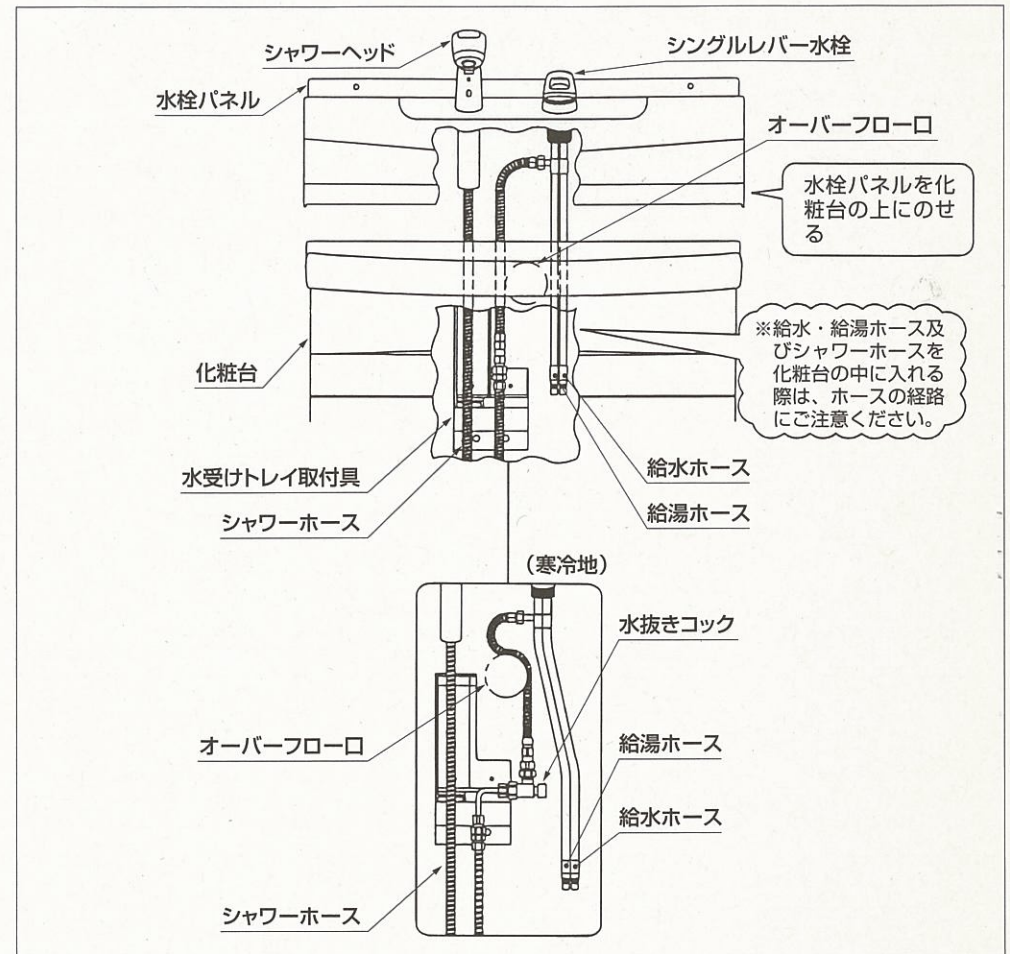 シャワーヘッド
シングルレバー水栓
水栓パネル
オーバーフロー口
水栓パネルを化
粧台の上にのせ
る
※給水・給湯ホース及
びシャワーホースを
化粧台の中に入れる
際は、ホースの経路
にご注意ください。
化粧台
水受けトレイ取付具
シャワーホース
給水ホース
給湯ホース
(寒冷地)
水抜きコック
オーバーフロー口
給湯ホース
給水ホース
シャワーホース